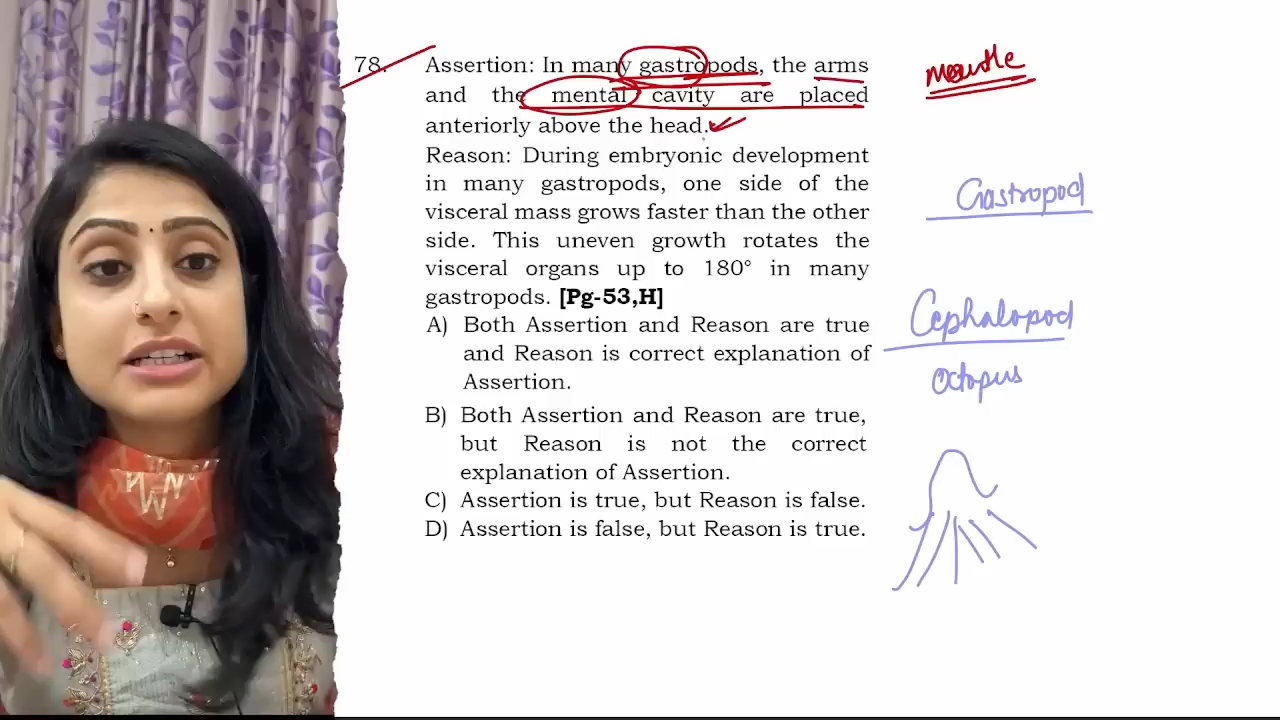 78. Assertion: In many gastropods, the arms
and the mental cavity are placed
anteriorly above the head.
Reason: During embryonic development
in many gastropods, one side of the
visceral mass grows faster than the other
side. This uneven growth rotates the
visceral organs up to 180° in many
gastropods. [Pg-53,H]
A) Both Assertion and Reason are true
and Reason is correct explanation of
Assertion.
B) Both Assertion and Reason are true,
but Reason is not the correct
explanation of Assertion.
C) Assertion is true, but Reason is false.
D) Assertion is false, but Reason is true.
Gastropod
Cephalopod
Octopus